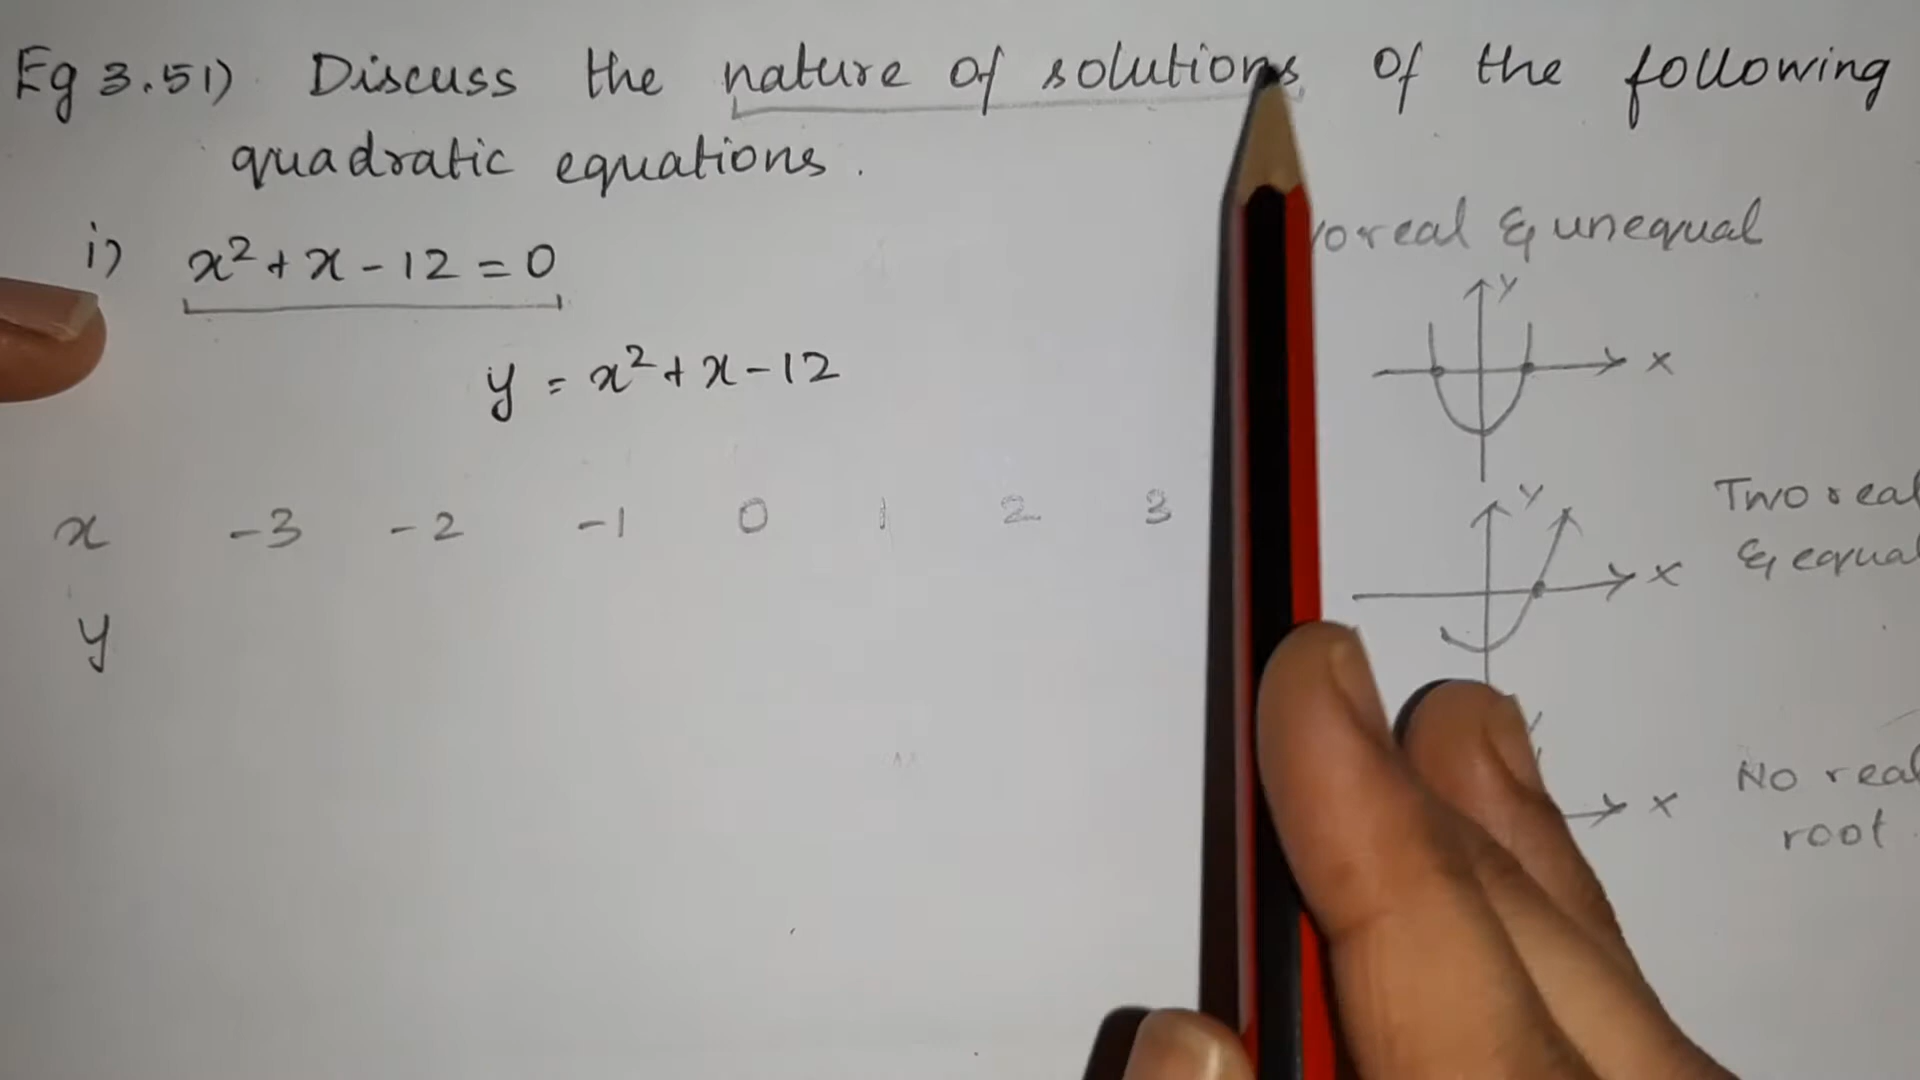 Eg 3.51) Discuss the nature of solutions of the following
quadratic equations.
i) x²+x-12=0
y = x²+x-12
x -3 -2 -1 0 1 2 3
y
real & unequal
Y
X
Y
X
Two real
& equal
X
No real
root